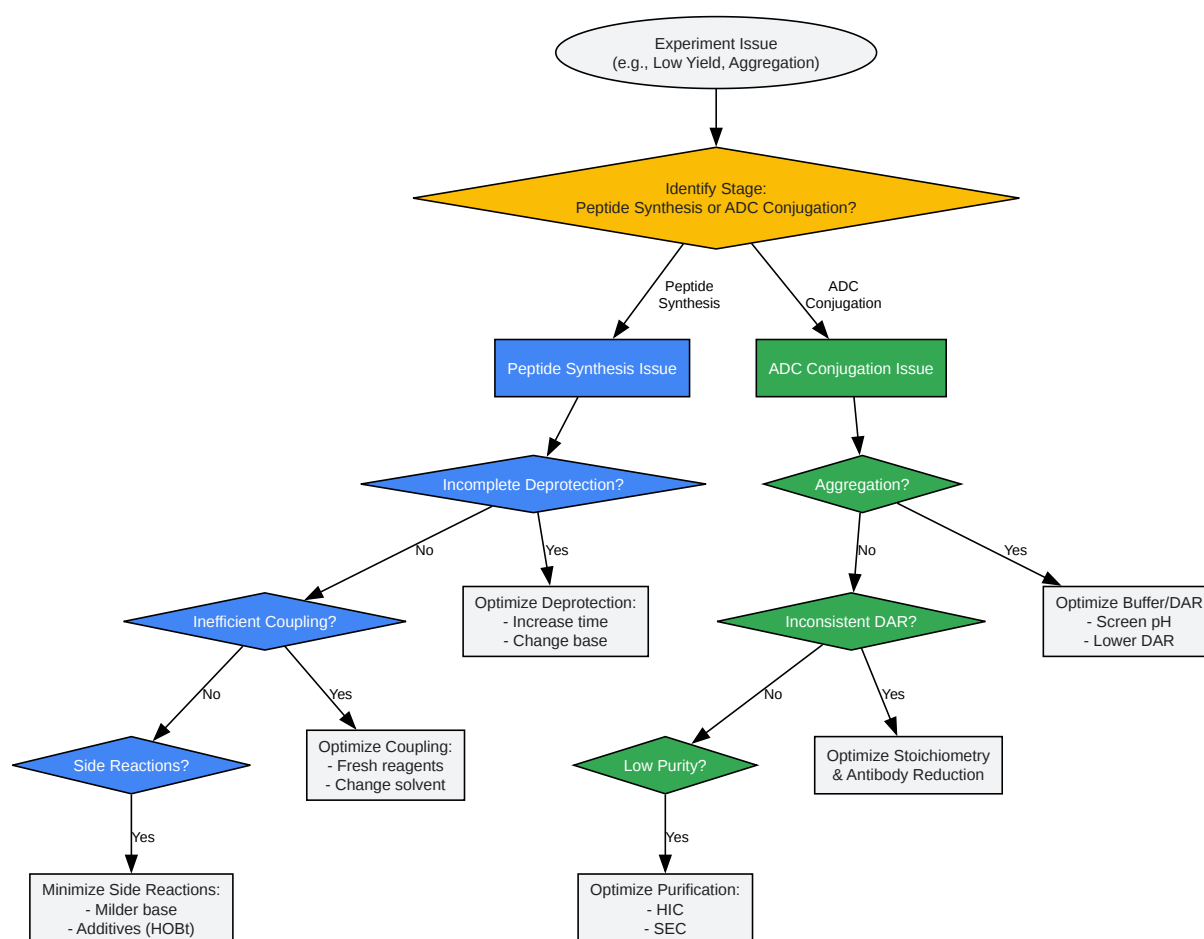 Experiment Issue
(e.g., Low Yield, Aggregation)
Identify Stage:
Peptide Synthesis or ADC Conjugation?
Peptide
Synthesis
ADC
Conjugation
Peptide Synthesis Issue
ADC Conjugation Issue
Incomplete Deprotection?
Aggregation?
No
Yes
No
Yes
Inefficient Coupling?
Optimize Deprotection:
- Increase time
- Change base
Inconsistent DAR?
Optimize Buffer/DAR
- Screen pH
- Lower DAR
No
Yes
No
Yes
Side Reactions?
Optimize Coupling:
- Fresh reagents
- Change solvent
Low Purity?
Optimize Stoichiometry
& Antibody Reduction
Yes
Yes
Minimize Side Reactions:
- Milder base
- Additives (HOBt)
Optimize Purification:
- HIC
- SEC